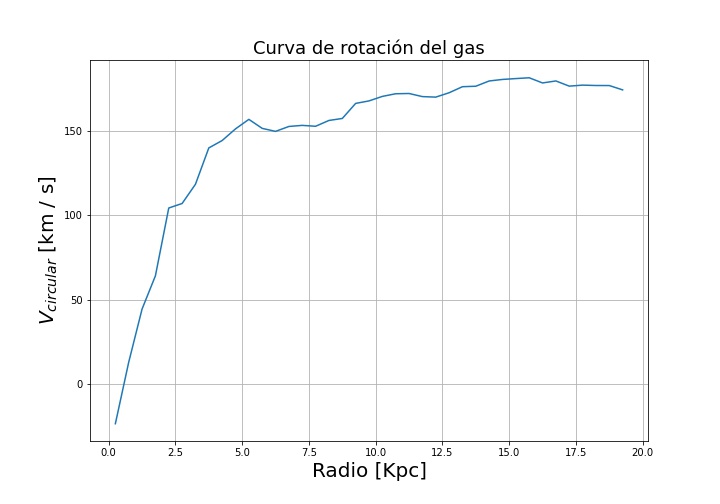 Curva de rotación del gas
V_circular [km / s]
150
100
50
0
0.0 2.5 5.0 7.5 10.0 12.5 15.0 17.5 20.0
Radio [Kpc]